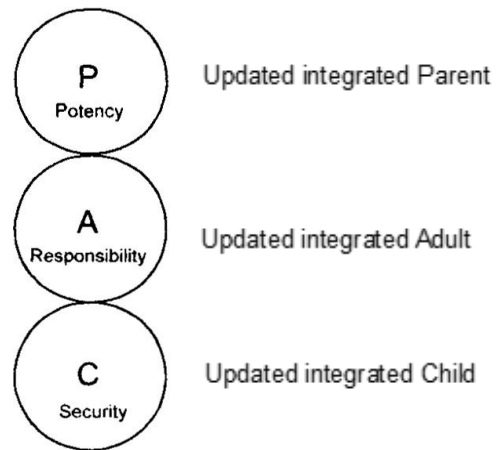 P
Potency
Updated integrated Parent
A
Responsibility
Updated integrated Adult
C
Security
Updated integrated Child